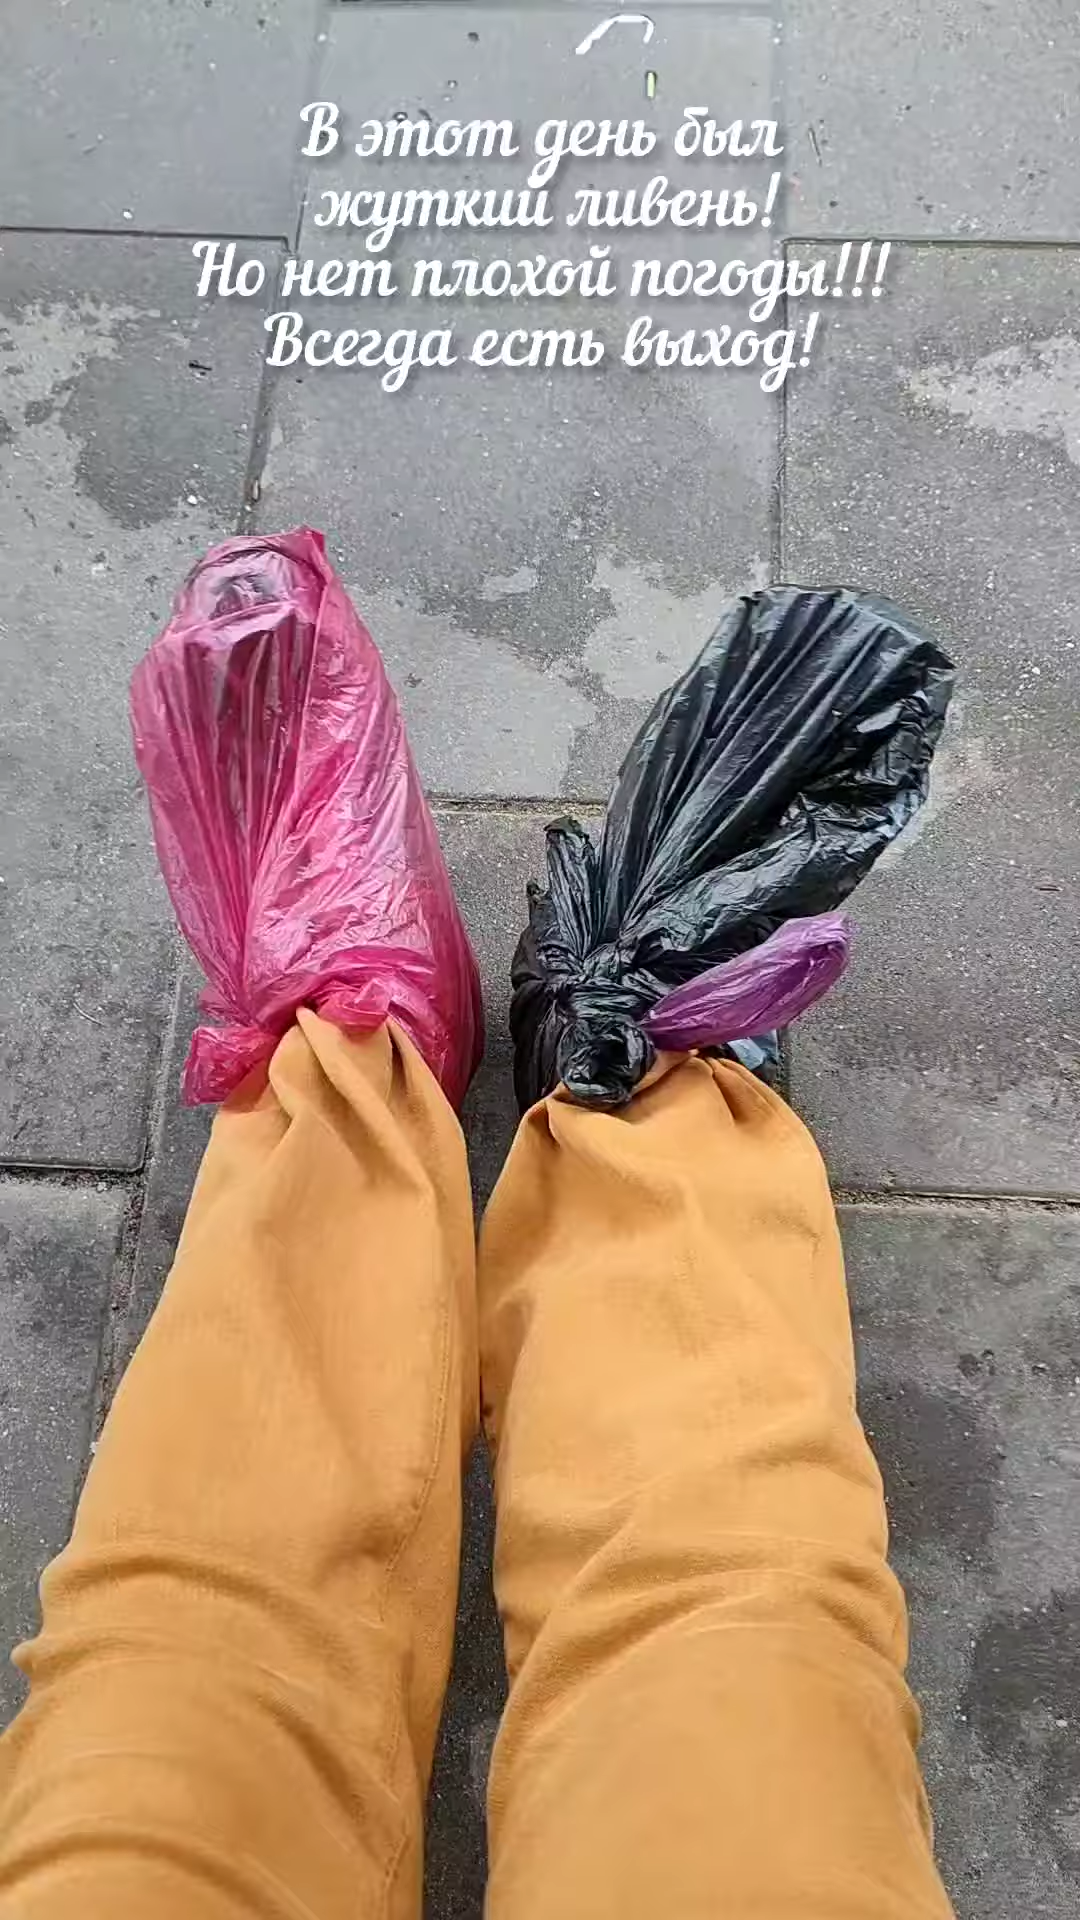 В этот день был
жуткий ливень!
Но нет плохой погоды!!!
Всегда есть выход!